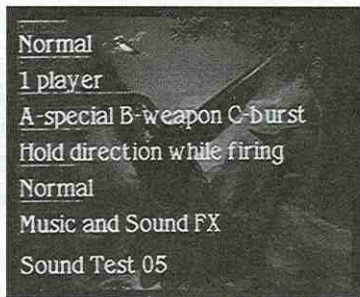 Normal
1 player
A-special B-weapon C-burst
Hold direction while firing
Normal
Music and Sound FX
Sound Test 05